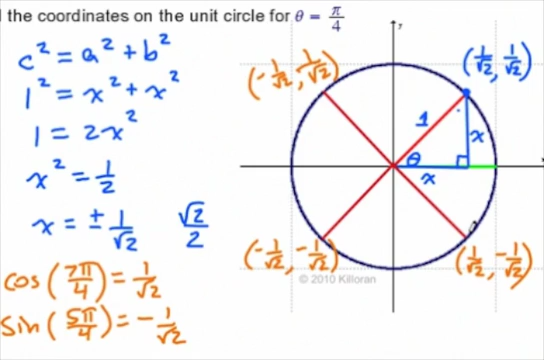 d the coordinates on the unit circle for θ = π/4
c² = a² + b²
1² = x² + x²
1 = 2x²
x² = 1/2
x = ± 1/√2
√2/2
cos(7π/4) = 1/√2
sin(5π/4) = -1/√2
y
(-1/√2, 1/√2)
(1/√2, 1/√2)
1
x
θ
x
(-1/√2, -1/√2)
(1/√2, -1/√2)
© 2010 Killoran